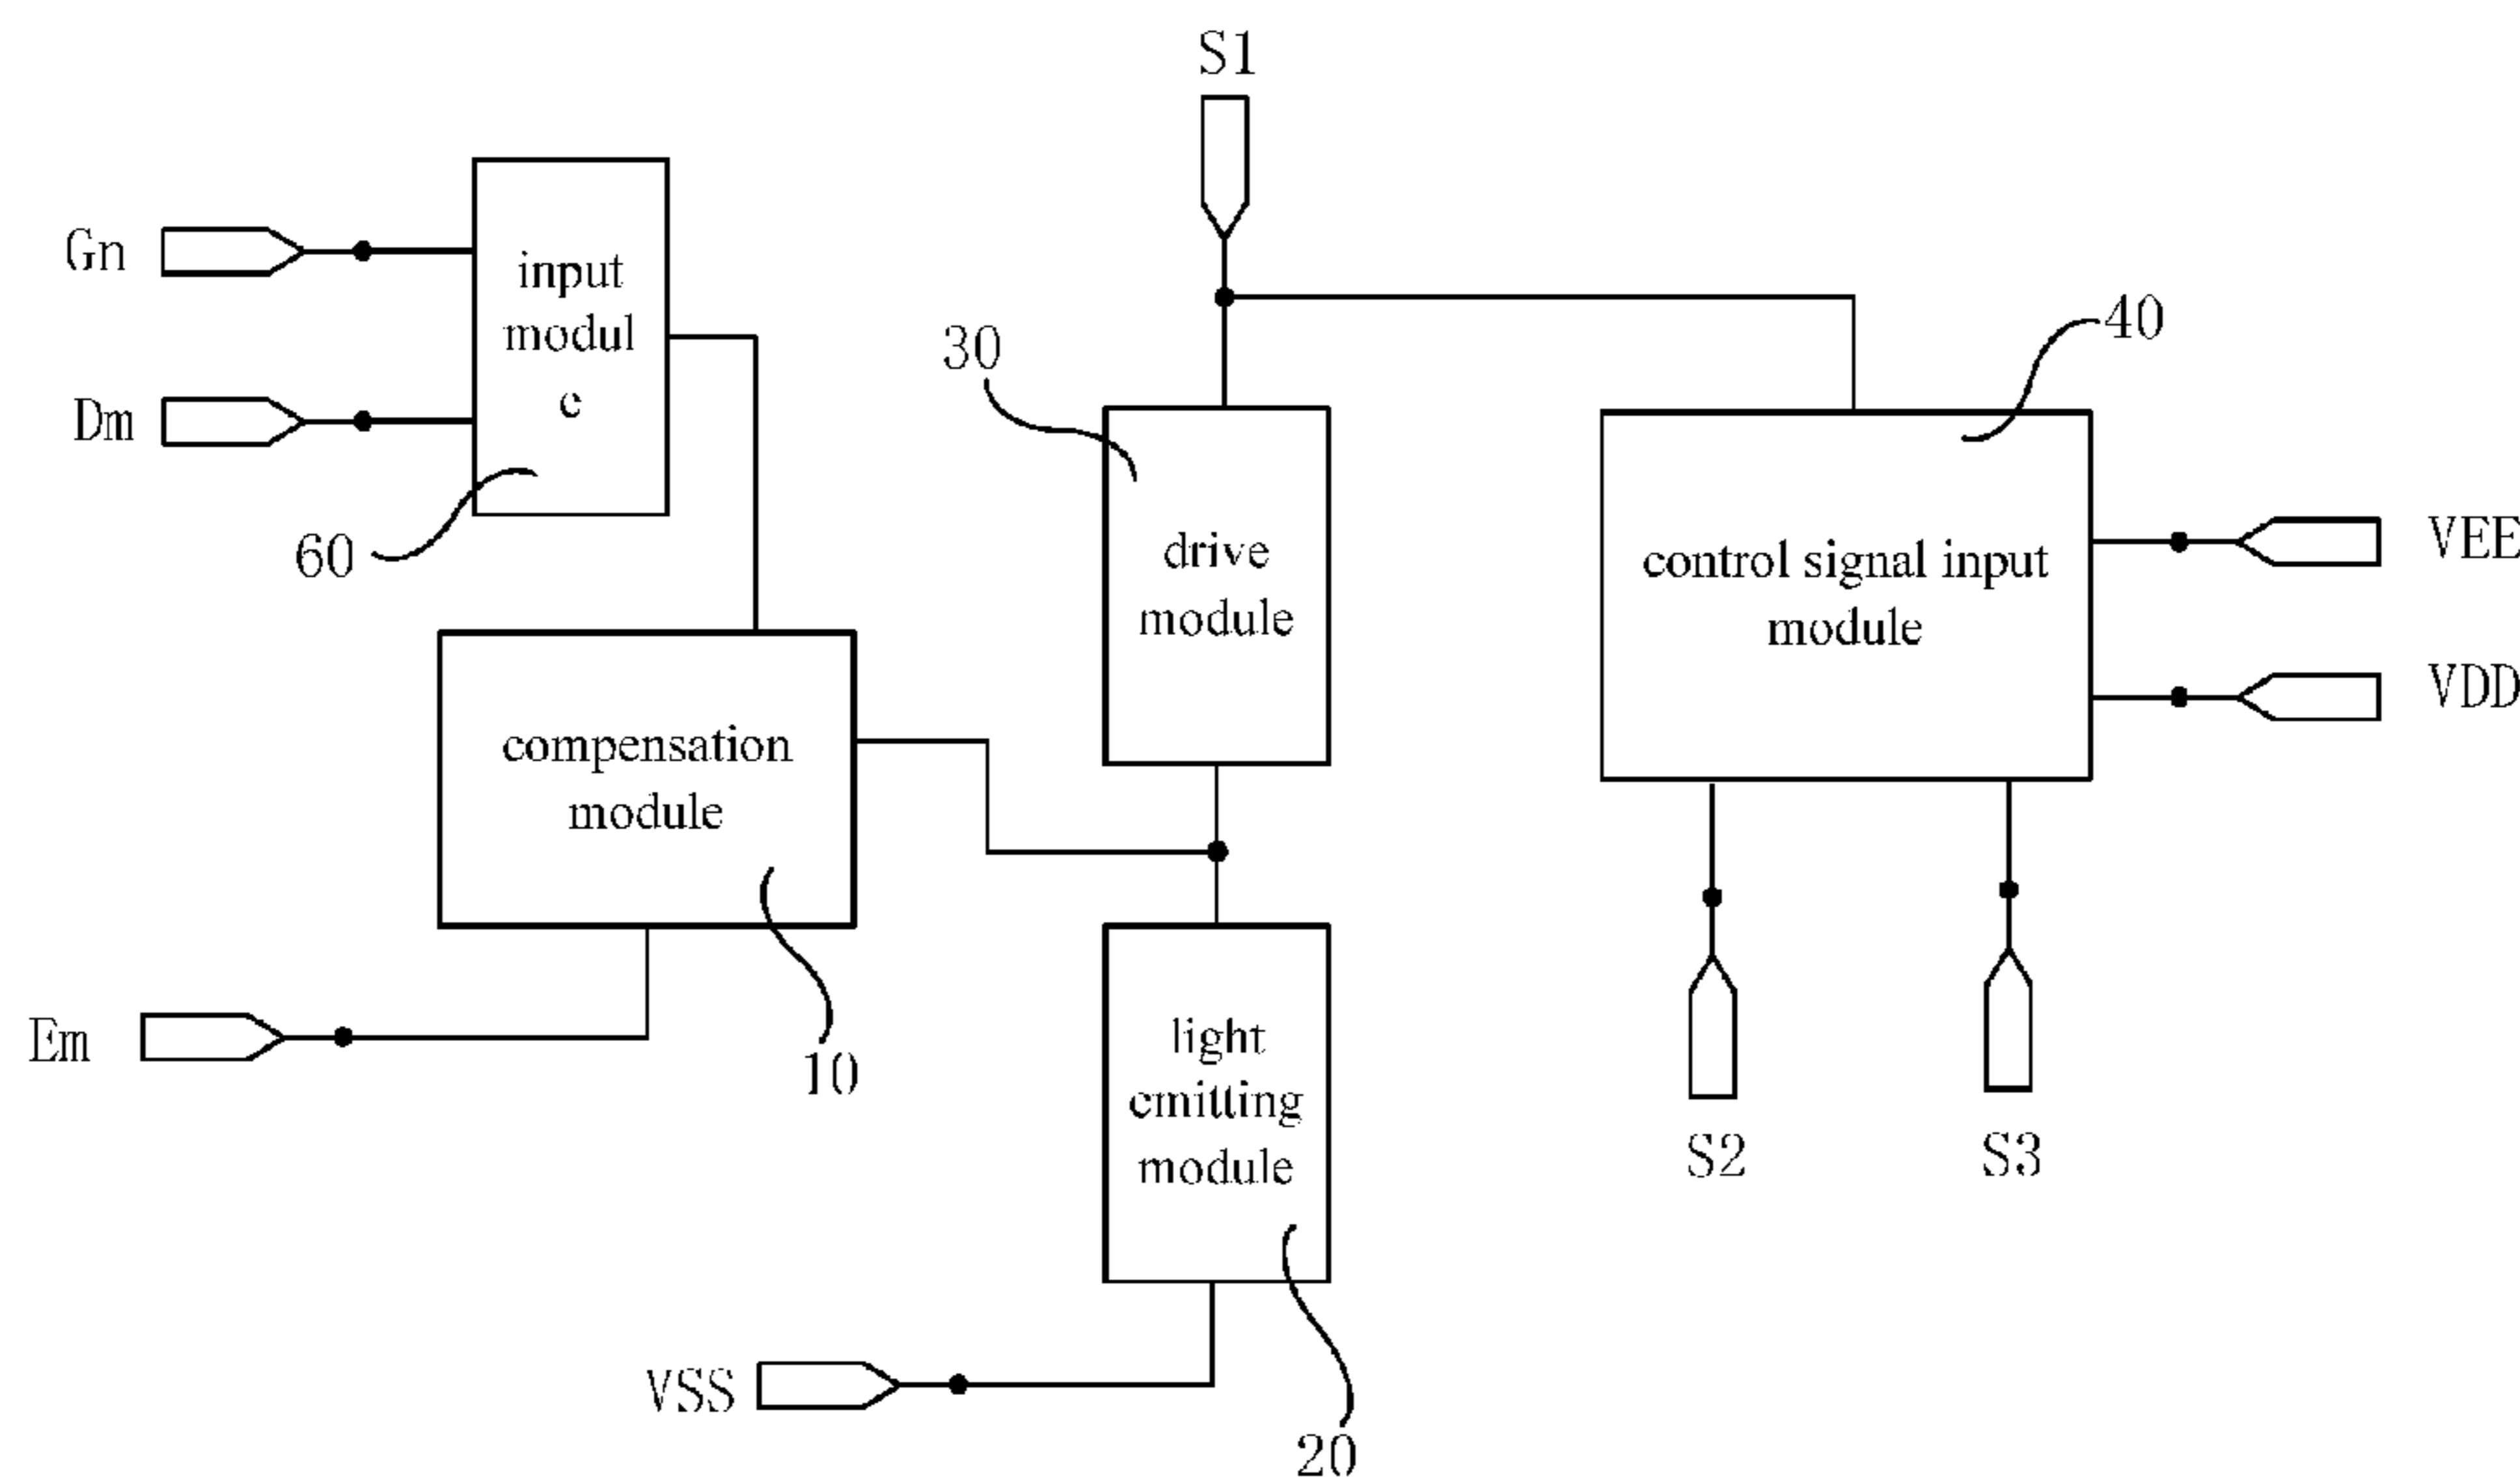 S1
Gn
input
modul
e
Dm
60
30
drive
module
40
control signal input
module
VEE
VDD
compensation
module
10
Em
light
emitting
module
20
S2
S3
VSS